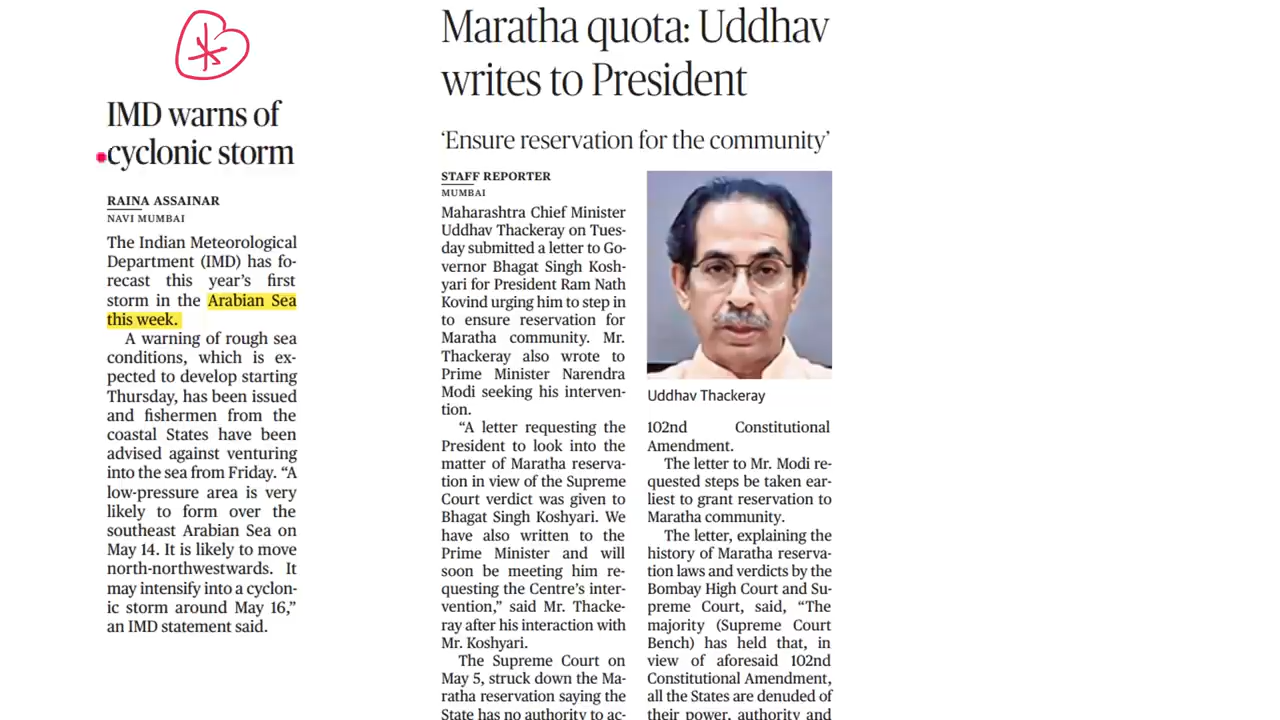 IMD warns of
cyclonic storm
RAINA ASSAINAR
NAVI MUMBAI
The Indian Meteorological
Department (IMD) has fo-
recast this year's first
storm in the Arabian Sea
this week.
A warning of rough sea
conditions, which is ex-
pected to develop starting
Thursday, has been issued
and fishermen from the
coastal States have been
advised against venturing
into the sea from Friday. “A
low-pressure area is very
likely to form over the
southeast Arabian Sea on
May 14. It is likely to move
north-northwestwards. It
may intensify into a cyclon-
ic storm around May 16,”
an IMD statement said.
Maratha quota: Uddhav
writes to President
‘Ensure reservation for the community’
STAFF REPORTER
MUMBAI
Maharashtra Chief Minister
Uddhav Thackeray on Tues-
day submitted a letter to Go-
vernor Bhagat Singh Kosh-
yari for President Ram Nath
Kovind urging him to step in
to ensure reservation for
Maratha community. Mr.
Thackeray also wrote to
Prime Minister Narendra
Modi seeking his interven-
tion.
“A letter requesting the
President to look into the
matter of Maratha reserva-
tion in view of the Supreme
Court verdict was given to
Bhagat Singh Koshyari. We
have also written to the
Prime Minister and will
soon be meeting him re-
questing the Centre's inter-
vention,” said Mr. Thacke-
ray after his interaction with
Mr. Koshyari.
The Supreme Court on
May 5, struck down the Ma-
ratha reservation saying the
State has no authority to ac-
Uddhav Thackeray
102nd Constitutional
Amendment.
The letter to Mr. Modi re-
quested steps be taken ear-
liest to grant reservation to
Maratha community.
The letter, explaining the
history of Maratha reserva-
tion laws and verdicts by the
Bombay High Court and Su-
preme Court, said, “The
majority (Supreme Court
Bench) has held that, in
view of aforesaid 102nd
Constitutional Amendment,
all the States are denuded of
their power, authority and